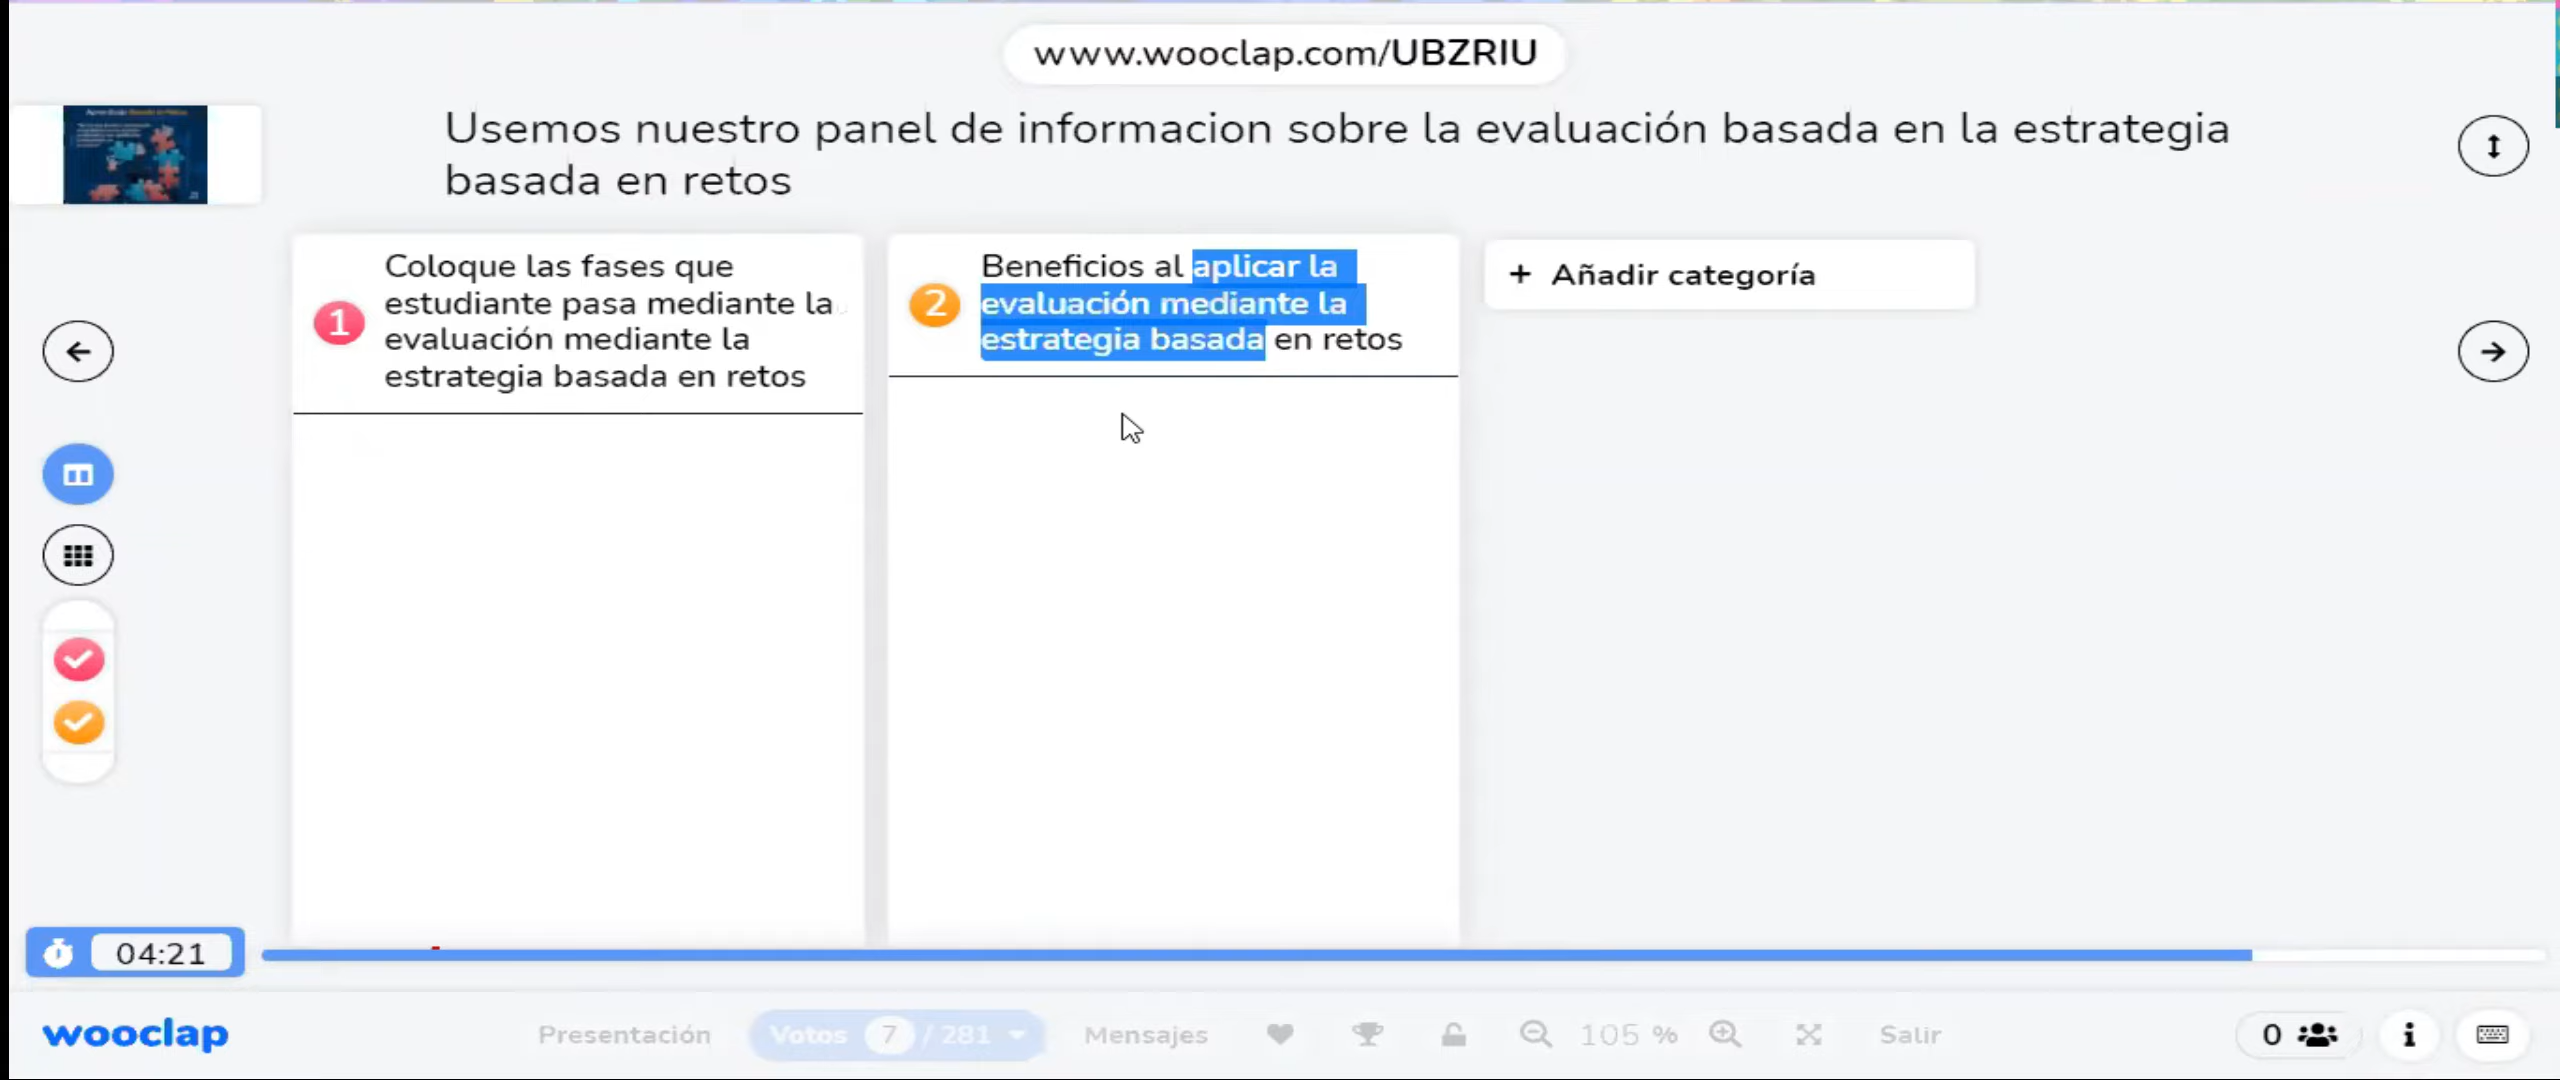 www.wooclap.com/UBZRIU
Usemos nuestro panel de informacion sobre la evaluación basada en la estrategia
basada en retos
1
Coloque las fases que
estudiante pasa mediante la
evaluación mediante la
estrategia basada en retos
2
Beneficios al aplicar la
evaluación mediante la
estrategia basada en retos
+ Añadir categoría
04:21
wooclap
Presentación
Votos 7 / 281
Mensajes
105 %
Salir
0
i